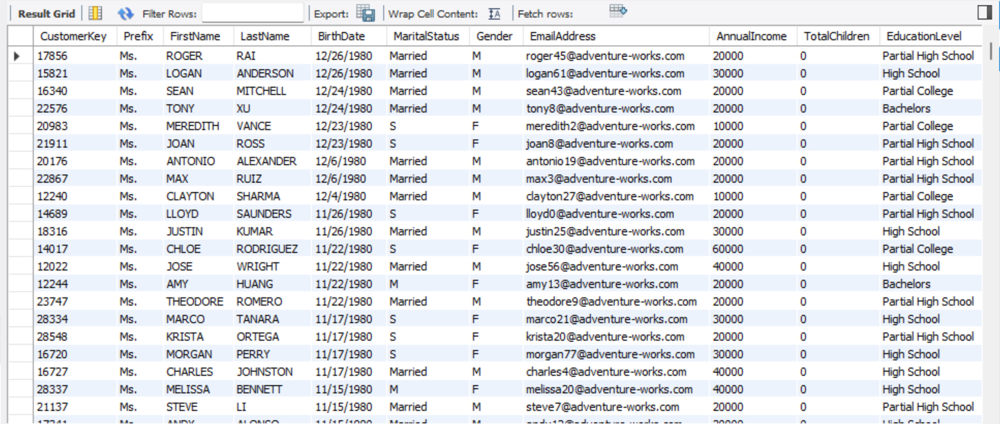 Result Grid Filter Rows: Export: Wrap Cell Content: Fetch rows:
CustomerKey Prefix FirstName LastName BirthDate MaritalStatus Gender EmailAddress AnnualIncome TotalChildren EducationLevel
17856 Ms. ROGER RAI 12/26/1980 Married M roger45@adventure-works.com 20000 0 Partial High School
15821 Ms. LOGAN ANDERSON 12/26/1980 Married M logan61@adventure-works.com 30000 0 High School
16340 Ms. SEAN MITCHELL 12/24/1980 Married M sean43@adventure-works.com 20000 0 Partial College
22576 Ms. TONY XU 12/24/1980 Married M tony8@adventure-works.com 20000 0 Bachelors
20983 Ms. MEREDITH VANCE 12/23/1980 S F meredith2@adventure-works.com 10000 0 Partial College
21911 Ms. JOAN ROSS 12/23/1980 S F joan8@adventure-works.com 20000 0 Partial High School
20176 Ms. ANTONIO ALEXANDER 12/6/1980 Married M antonio19@adventure-works.com 20000 0 Partial High School
22867 Ms. MAX RUIZ 12/6/1980 Married M max3@adventure-works.com 20000 0 Partial High School
12240 Ms. CLAYTON SHARMA 12/4/1980 Married M clayton27@adventure-works.com 10000 0 Partial College
14689 Ms. LLOYD SAUNDERS 11/26/1980 S F lloyd0@adventure-works.com 20000 0 Partial High School
18316 Ms. JUSTIN KUMAR 11/26/1980 Married M justin25@adventure-works.com 30000 0 High School
14017 Ms. CHLOE RODRIGUEZ 11/22/1980 S F chloe30@adventure-works.com 60000 0 Partial College
12022 Ms. JOSE WRIGHT 11/22/1980 Married M jose56@adventure-works.com 40000 0 High School
12244 Ms. AMY HUANG 11/22/1980 M F amy13@adventure-works.com 20000 0 Bachelors
23747 Ms. THEODORE ROMERO 11/22/1980 Married M theodore9@adventure-works.com 20000 0 Partial High School
28334 Ms. MARCO TANARA 11/17/1980 S F marco21@adventure-works.com 30000 0 High School
28548 Ms. KRISTA ORTEGA 11/17/1980 S F krista20@adventure-works.com 20000 0 Partial High School
16720 Ms. MORGAN PERRY 11/17/1980 S F morgan77@adventure-works.com 30000 0 High School
16727 Ms. CHARLES JOHNSTON 11/17/1980 Married M charles4@adventure-works.com 40000 0 High School
28337 Ms. MELISSA BENNETT 11/15/1980 M F melissa20@adventure-works.com 40000 0 High School
21137 Ms. STEVE LI 11/15/1980 Married M steve7@adventure-works.com 20000 0 Partial High School